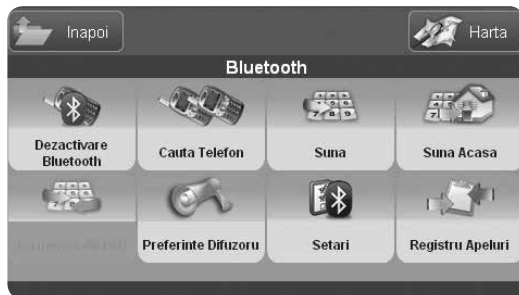 Inapoi
Harta
Bluetooth
Dezactivare
Bluetooth
Cauta Telefon
Suna
Suna Acasa
Preferinte Difuzoru
Setari
Registru Apeluri